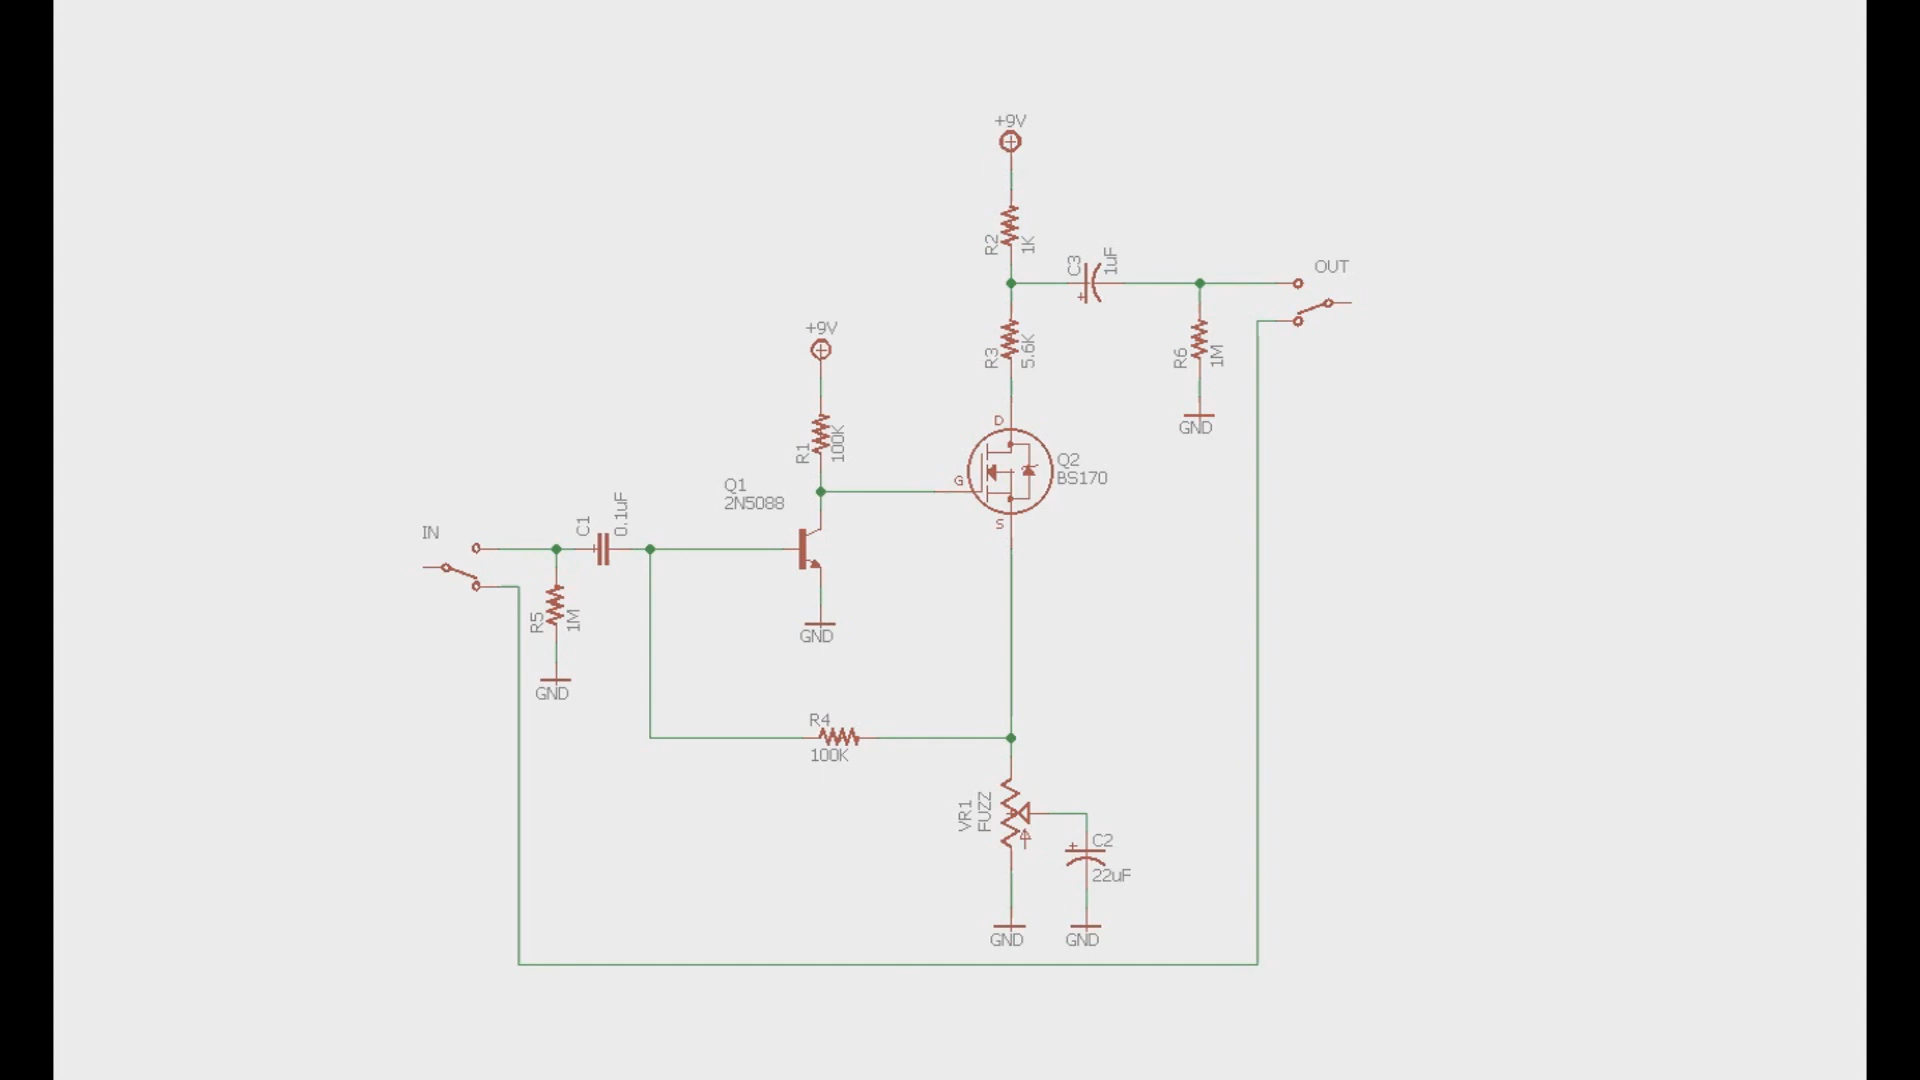 +9V
R2
1K
C3
1uF
+
OUT
+9V
R3
5.6K
R6
1M
GND
R1
100K
D
G
S
Q2
BS170
Q1
2N5088
IN
C1
0.1uF
R5
1M
GND
GND
R4
100K
VR1
FUZZ
+
C2
22uF
GND
GND